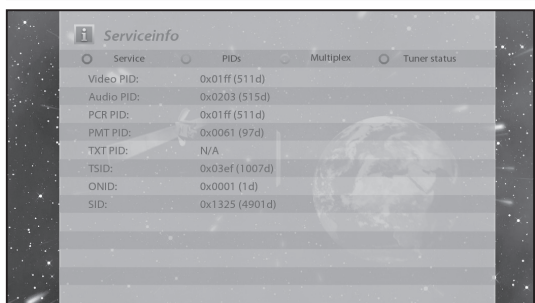 i Serviceinfo
Service PIDs Multiplex Tuner status
Video PID: 0x01ff (511d)
Audio PID: 0x0203 (515d)
PCR PID: 0x01ff (511d)
PMT PID: 0x0061 (97d)
TXT PID: N/A
TSID: 0x03ef (1007d)
ONID: 0x0001 (1d)
SID: 0x1325 (4901d)